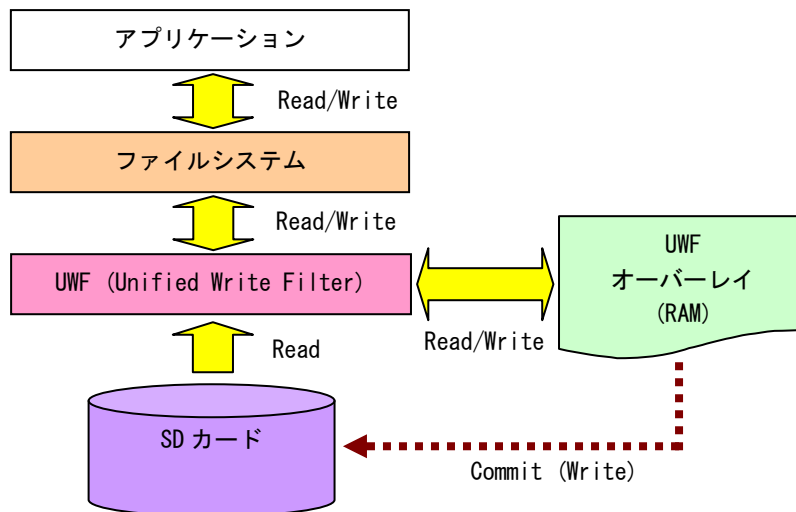 アプリケーション
Read/Write
ファイルシステム
Read/Write
UWF (Unified Write Filter)
UWF
オーバーレイ
(RAM)
Read/Write
Read
SD カード
Commit (Write)